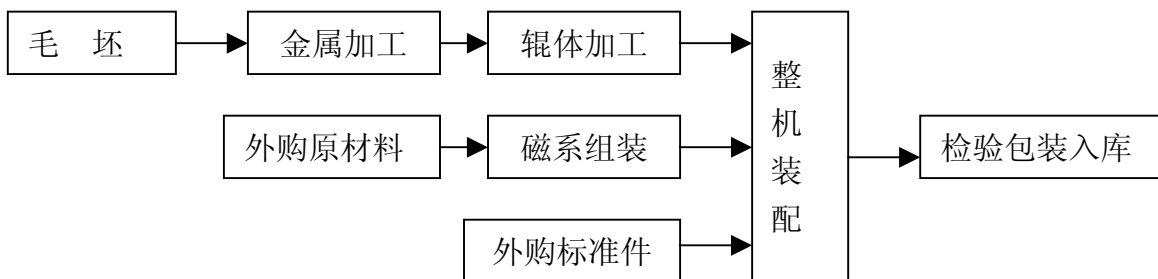 毛 坯
金属加工
辊体加工
外购原材料
磁系组装
外购标准件
整机装配
检验包装入库